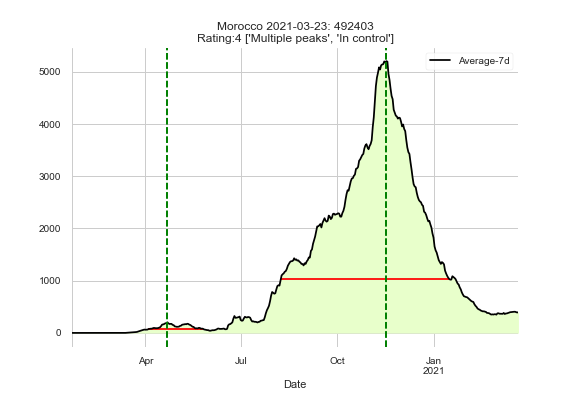 Morocco 2021-03-23: 492403
Rating:4 ['Multiple peaks', 'In control']
Average-7d
5000
4000
3000
2000
1000
0
Apr Jul Oct Jan
2021
Date